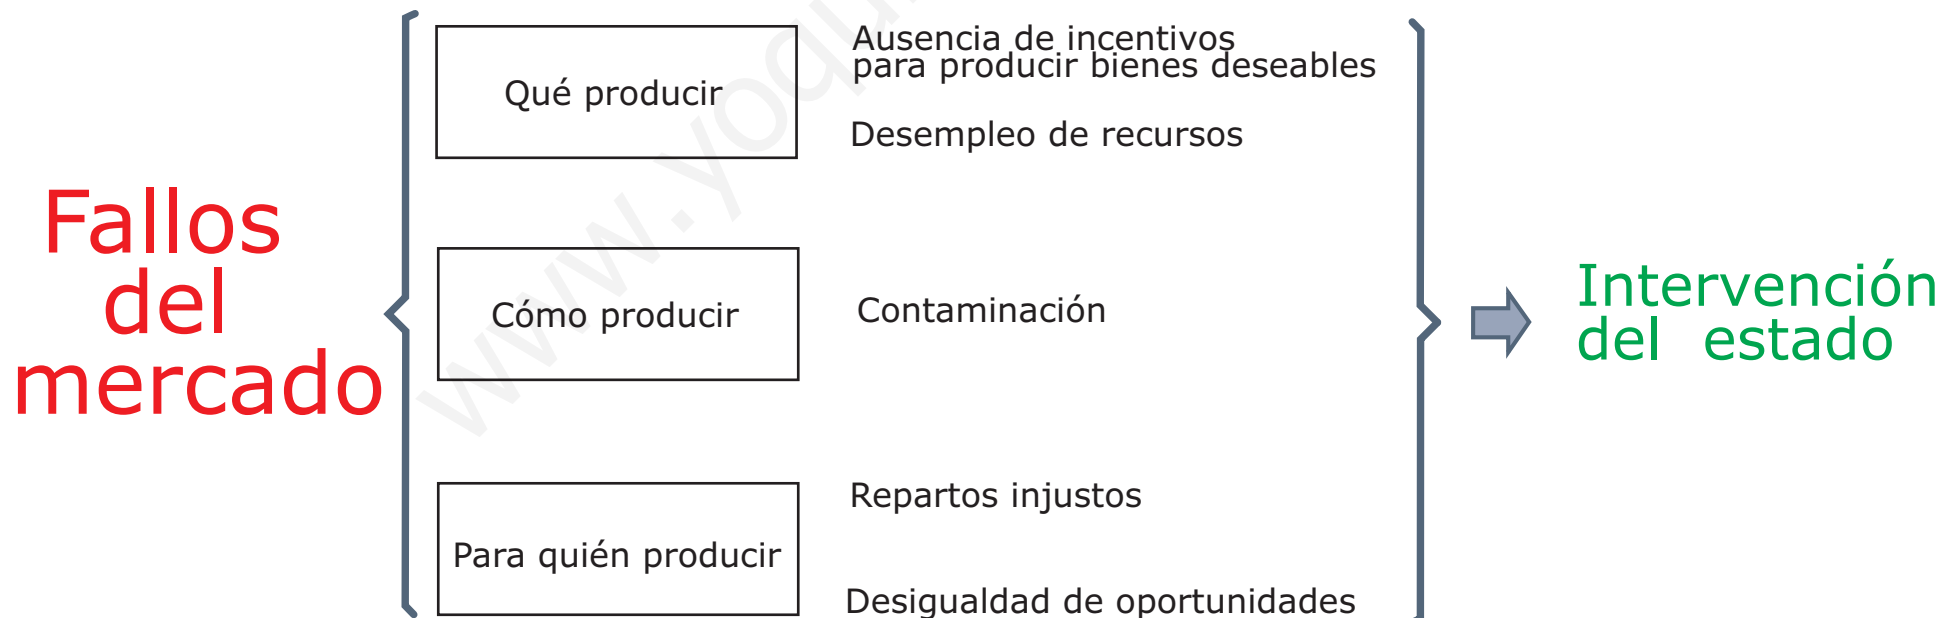 Fallos
del
mercado
Qué producir
Ausencia de incentivos
para producir bienes deseables
Desempleo de recursos
Cómo producir
Contaminación
Para quién producir
Repartos injustos
Desigualdad de oportunidades
Intervención
del estado